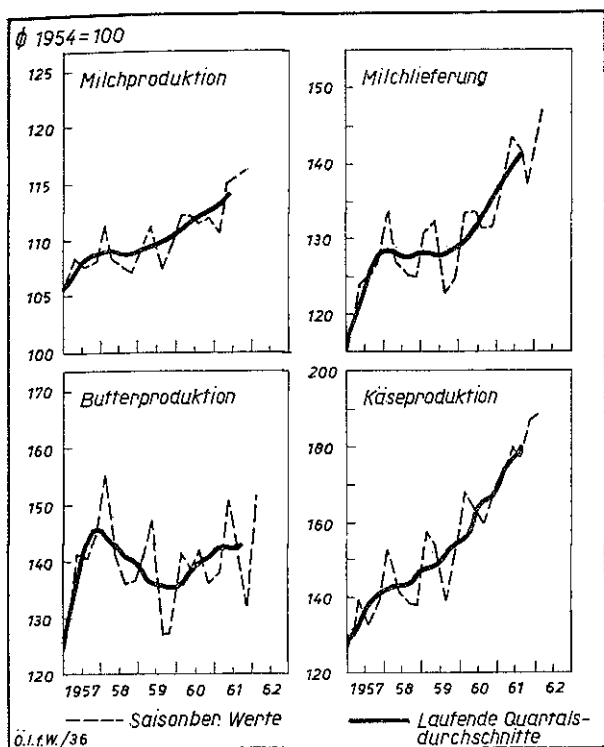 ϕ 1954=100
Milchproduktion
125
120
115
110
105
100
Milchlieferung
150
140
130
120
Butterproduktion
170
160
150
140
130
120
Käseproduktion
200
180
160
140
120
1957 58 59 60 61 62
1957 58 59 60 61 62
Saisonber. Werte
Laufende Quartals-
durchschnitte
Ö.I.f.W./36